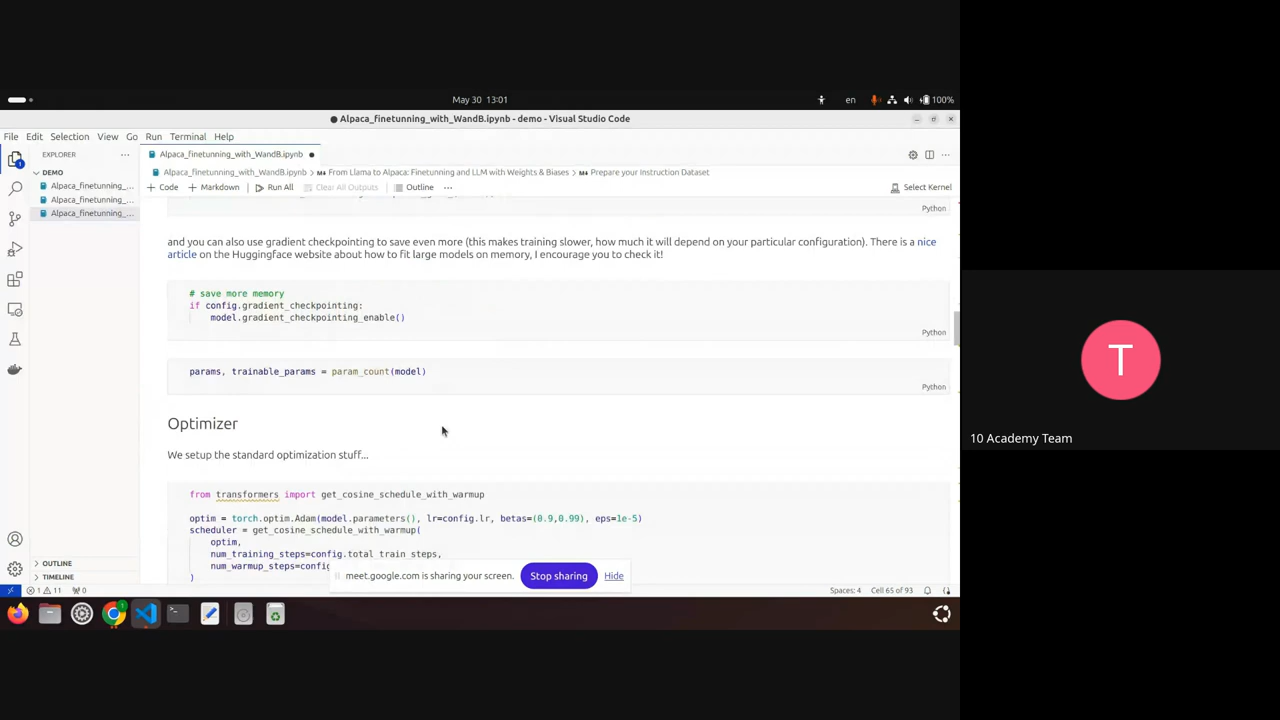 May 30 13:01
en
100%
Alpaca_finetunning_with_WandB.ipynb - demo - Visual Studio Code
File Edit Selection View Go Run Terminal Help
EXPLORER
Alpaca_finetunning_with_WandB.ipynb
DEMO
Alpaca_finetunning_with_WandB.ipynb > From Llama to Alpaca: Finetunning and LLM with Weights & Biases > Prepare your Instruction Dataset
Alpaca_finetunning_...
Alpaca_finetunning_...
Alpaca_finetunning_...
+ Code + Markdown Run All Clear All Outputs Outline ...
Select Kernel
Python
and you can also use gradient checkpointing to save even more (this makes training slower, how much it will depend on your particular configuration). There is a nice
article on the Huggingface website about how to fit large models on memory, I encourage you to check it!
# save more memory
if config.gradient_checkpointing:
model.gradient_checkpointing_enable()
Python
params, trainable_params = param_count(model)
Python
Optimizer
We setup the standard optimization stuff...
from transformers import get_cosine_schedule_with_warmup
optim = torch.optim.Adam(model.parameters(), lr=config.lr, betas=(0.9,0.99), eps=1e-5)
scheduler = get_cosine_schedule_with_warmup(
optim,
num_training_steps=config.total_train_steps,
num_warmup_steps=config
)
OUTLINE
TIMELINE
meet.google.com is sharing your screen.
Stop sharing
Hide
1 11 0
Spaces: 4 Cell 65 of 93
1
1
T
10 Academy Team